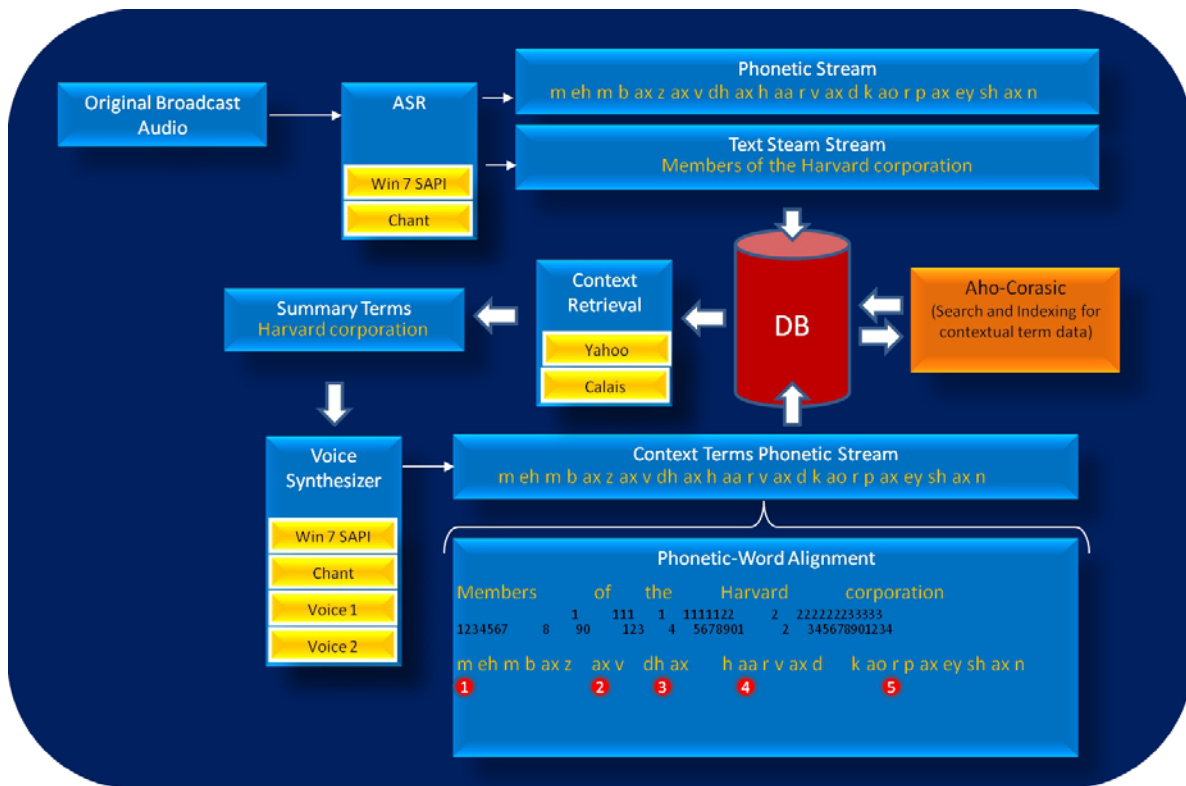 Original Broadcast
Audio
ASR
Win 7 SAPI
Chant
Phonetic Stream
m eh m b ax z ax v dh ax h aa r v ax d k ao r p ax ey sh ax n
Text Steam Stream
Members of the Harvard corporation
DB
Aho-Corasic
(Search and Indexing for
contextual term data)
Context
Retrieval
Yahoo
Calais
Summary Terms
Harvard corporation
Voice
Synthesizer
Win 7 SAPI
Chant
Voice 1
Voice 2
Context Terms Phonetic Stream
m eh m b ax z ax v dh ax h aa r v ax d k ao r p ax ey sh ax n
Phonetic-Word Alignment
Members of the Harvard corporation
1 111 1 1111122 2 222222233333
1234567 8 90 123 4 5678901 2 345678901234
m eh m b ax z ax v dh ax h aa r v ax d k ao r p ax ey sh ax n
1 2 3 4 5